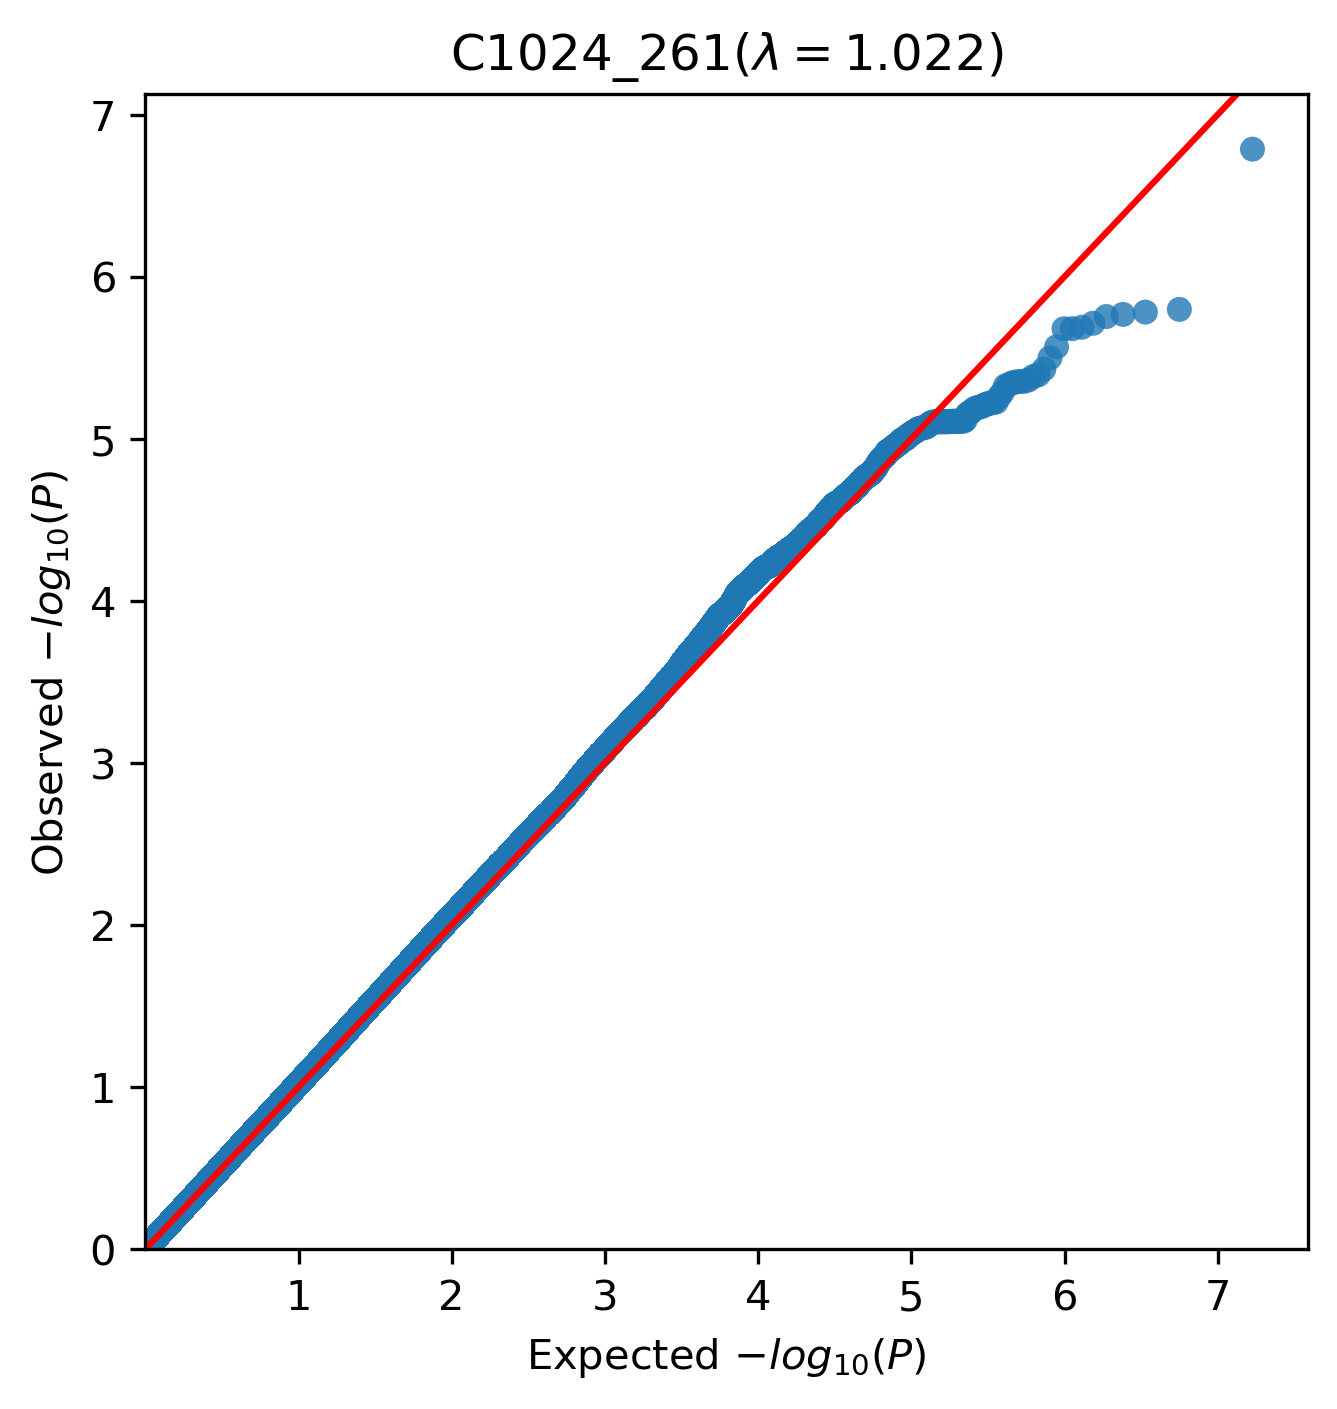 C1024_261(λ = 1.022)
7
6
5
4
3
2
1
0
Observed −log₁₀(P)
1 2 3 4 5 6 7
Expected −log₁₀(P)